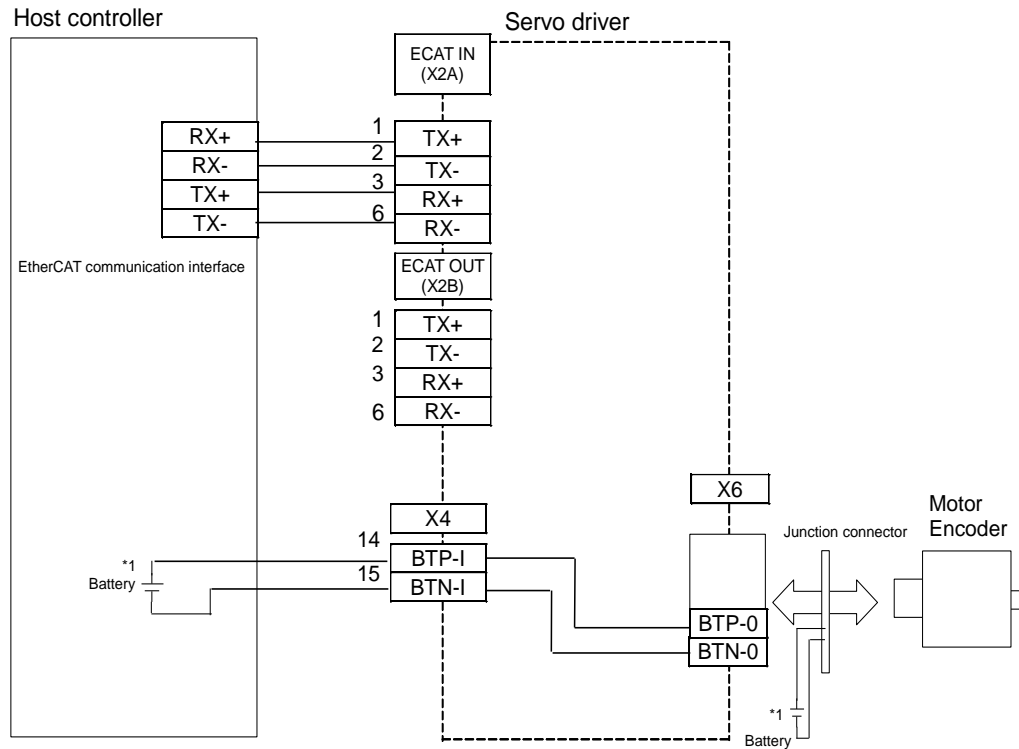 Host controller
Servo driver
ECAT IN
(X2A)
RX+
RX-
TX+
TX-
1
2
3
6
TX+
TX-
RX+
RX-
EtherCAT communication interface
ECAT OUT
(X2B)
1
2
3
6
TX+
TX-
RX+
RX-
X6
X4
Junction connector
Motor
Encoder
*1
Battery
14
15
BTP-I
BTN-I
BTP-0
BTN-0
*1
Battery